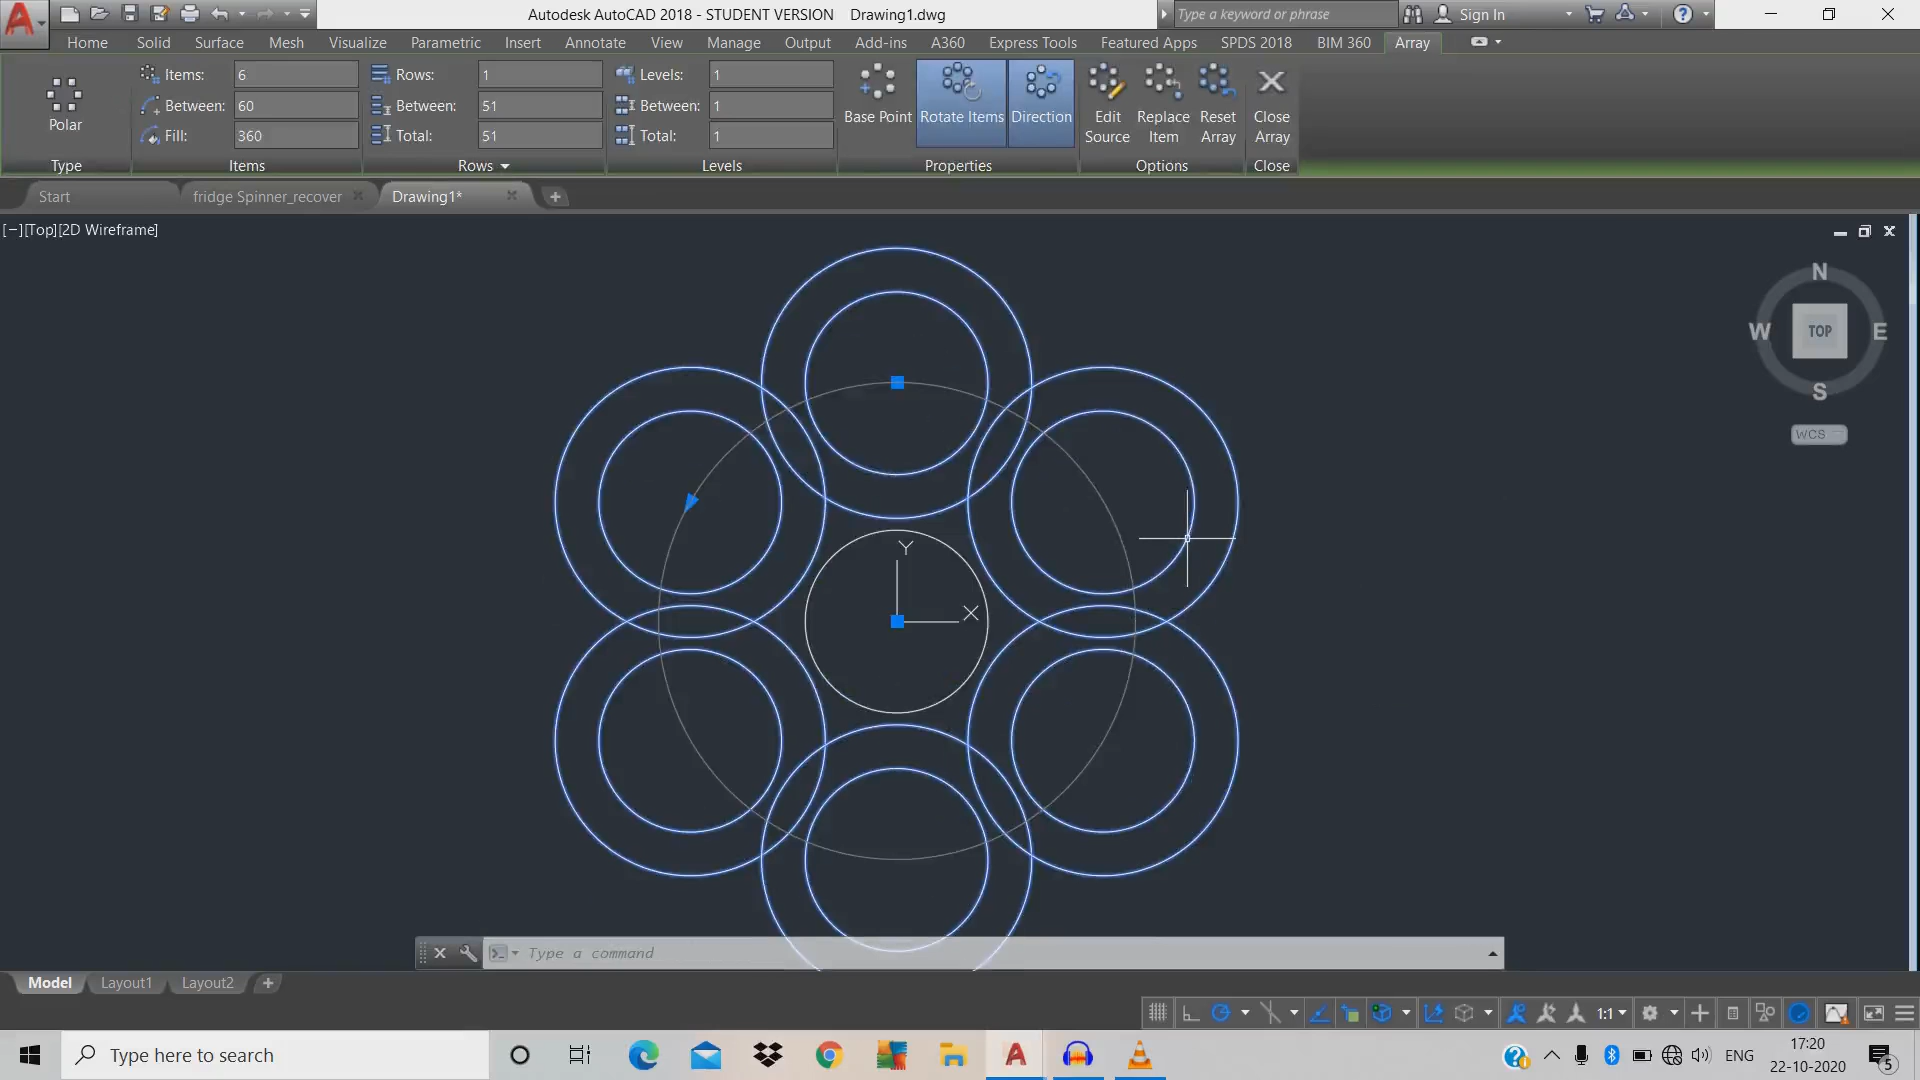 Autodesk AutoCAD 2018 - STUDENT VERSION Drawing1.dwg
Type a keyword or phrase
Sign In
Home Solid Surface Mesh Visualize Parametric Insert Annotate View Manage Output Add-ins A360 Express Tools Featured Apps SPDS 2018 BIM 360 Array
Polar
Type
Items: 6
Between: 60
Fill: 360
Items
Rows: 1
Between: 51
Total: 51
Rows
Levels: 1
Between: 1
Total: 1
Levels
Base Point
Rotate Items
Direction
Properties
Edit Source
Replace Item
Reset Array
Options
Close Array
Close
Start
fridge Spinner_recover
Drawing1*
[−][Top][2D Wireframe]
N
W TOP E
S
WCS
Y
X
Type a command
Model Layout1 Layout2
1:1
Type here to search
ENG
17:20
22-10-2020
5